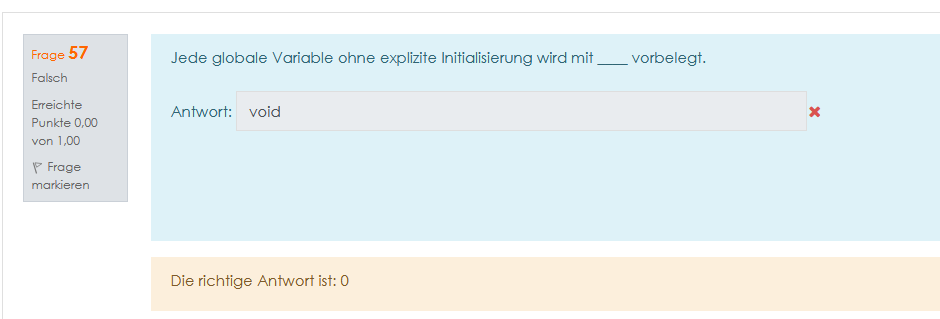 Frage 57
Falsch
Erreichte
Punkte 0,00
von 1,00
Frage
markieren
Jede globale Variable ohne explizite Initialisierung wird mit ____ vorbelegt.
Antwort: void
Die richtige Antwort ist: 0